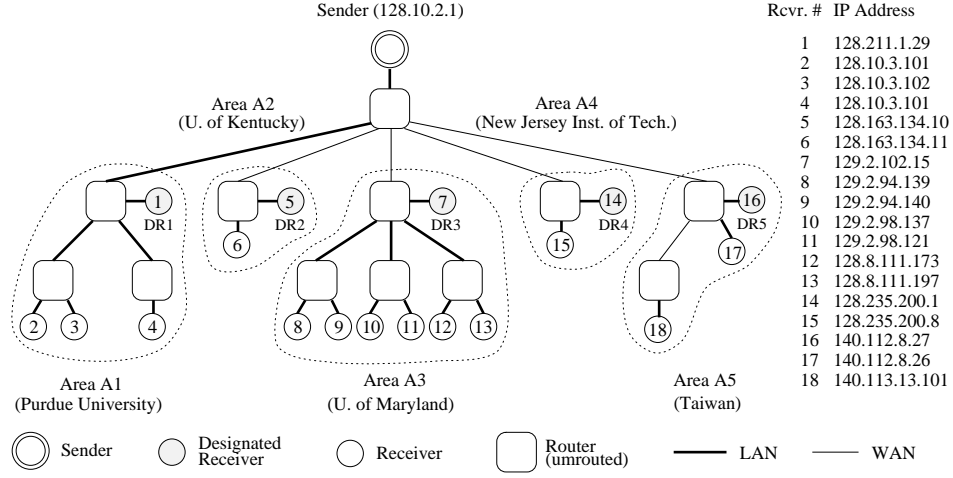 Sender (128.10.2.1)
Rcvr. # IP Address
1 128.211.1.29
2 128.10.3.101
3 128.10.3.102
4 128.10.3.101
5 128.163.134.10
6 128.163.134.11
7 129.2.102.15
8 129.2.94.139
9 129.2.94.140
10 129.2.98.137
11 129.2.98.121
12 128.8.111.173
13 128.8.111.197
14 128.235.200.1
15 128.235.200.8
16 140.112.8.27
17 140.112.8.26
18 140.113.13.101
Area A2
(U. of Kentucky)
Area A4
(New Jersey Inst. of Tech.)
1
DR1
5
DR2
7
DR3
14
DR4
16
DR5
6
15
17
2
3
4
8
9
10
11
12
13
18
Area A1
(Purdue University)
Area A3
(U. of Maryland)
Area A5
(Taiwan)
Sender
Designated
Receiver
Receiver
Router
(umrouted)
LAN
WAN